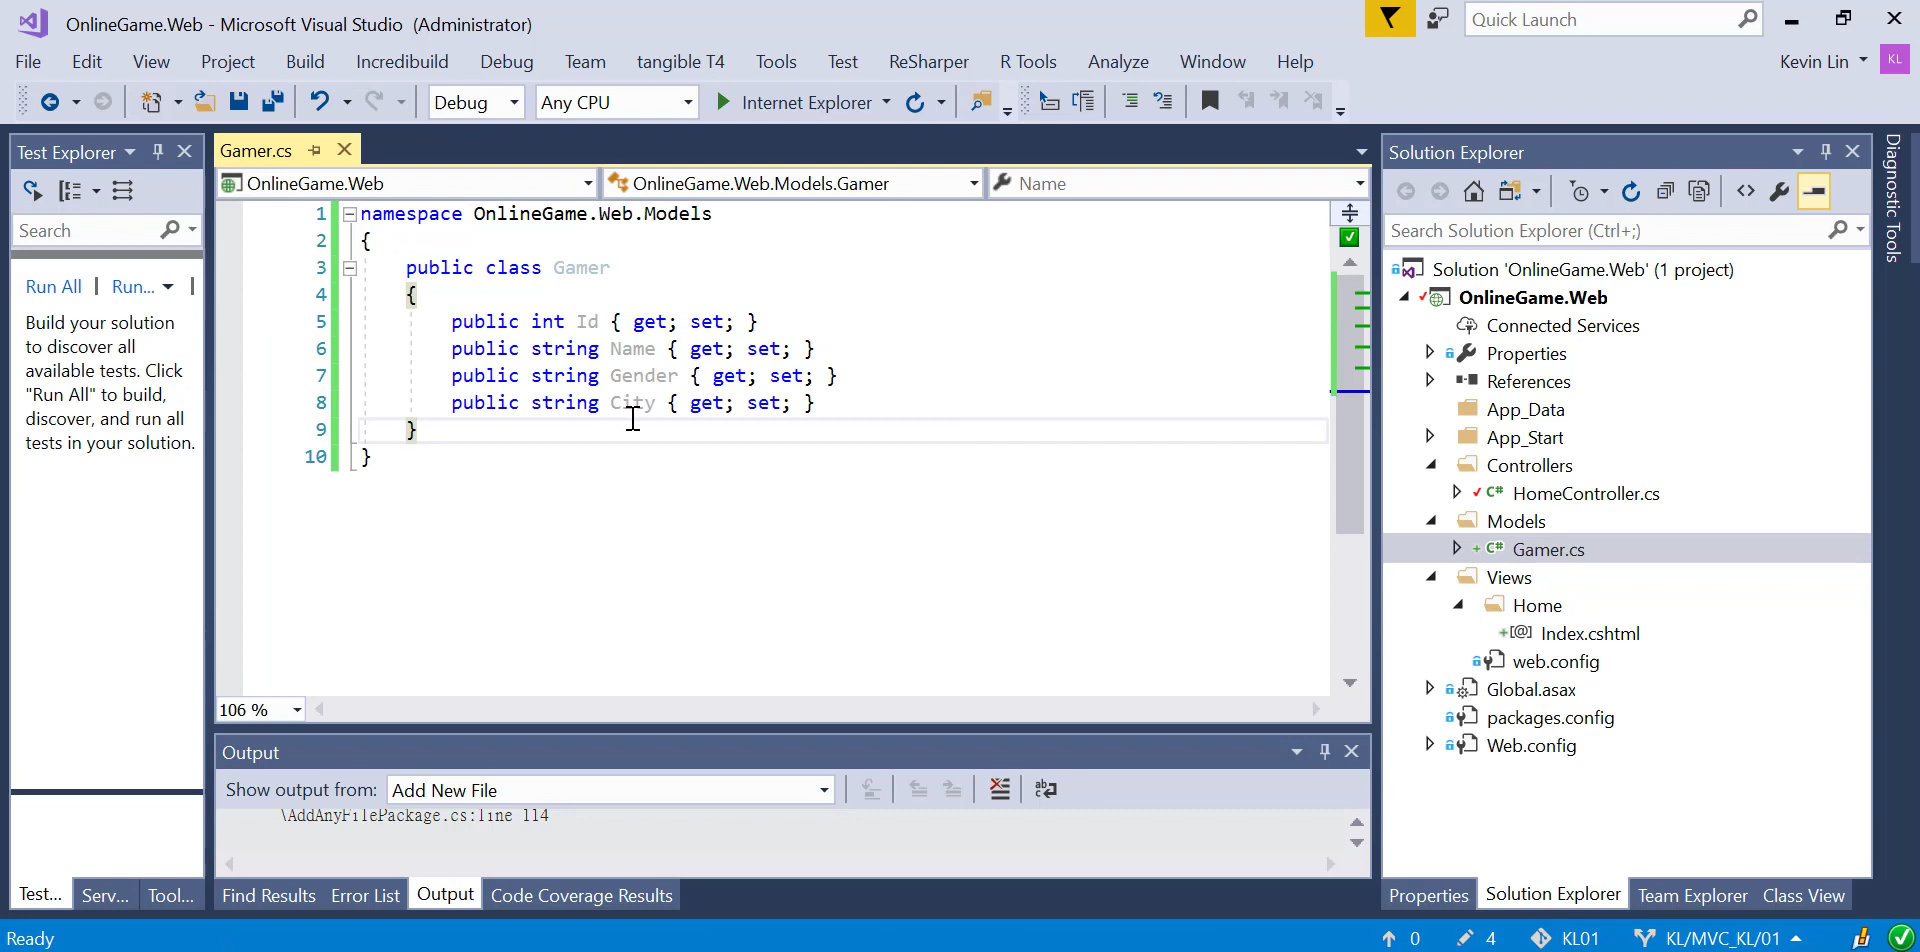 OnlineGame.Web - Microsoft Visual Studio (Administrator)
Quick Launch
File Edit View Project Build Incredibuild Debug Team tangible T4 Tools Test ReSharper R Tools Analyze Window Help
Kevin Lin KL
Debug Any CPU Internet Explorer
Test Explorer
Search
Run All | Run... |
Build your solution
to discover all
available tests. Click
"Run All" to build,
discover, and run all
tests in your solution.
Test... Serv... Tool...
Gamer.cs
OnlineGame.Web OnlineGame.Web.Models.Gamer Name
1 namespace OnlineGame.Web.Models
2 {
3 public class Gamer
4 {
5 public int Id { get; set; }
6 public string Name { get; set; }
7 public string Gender { get; set; }
8 public string City { get; set; }
9 }
10 }
106 %
Output
Show output from: Add New File
\AddAnyFilePackage.cs:line 114
Find Results Error List Output Code Coverage Results
Solution Explorer
Search Solution Explorer (Ctrl+;)
Solution 'OnlineGame.Web' (1 project)
OnlineGame.Web
Connected Services
Properties
References
App_Data
App_Start
Controllers
C# HomeController.cs
Models
C# Gamer.cs
Views
Home
[@] Index.cshtml
web.config
Global.asax
packages.config
Web.config
Properties Solution Explorer Team Explorer Class View
Diagnostic Tools
Ready
0 4 KL01 KL/MVC_KL/01